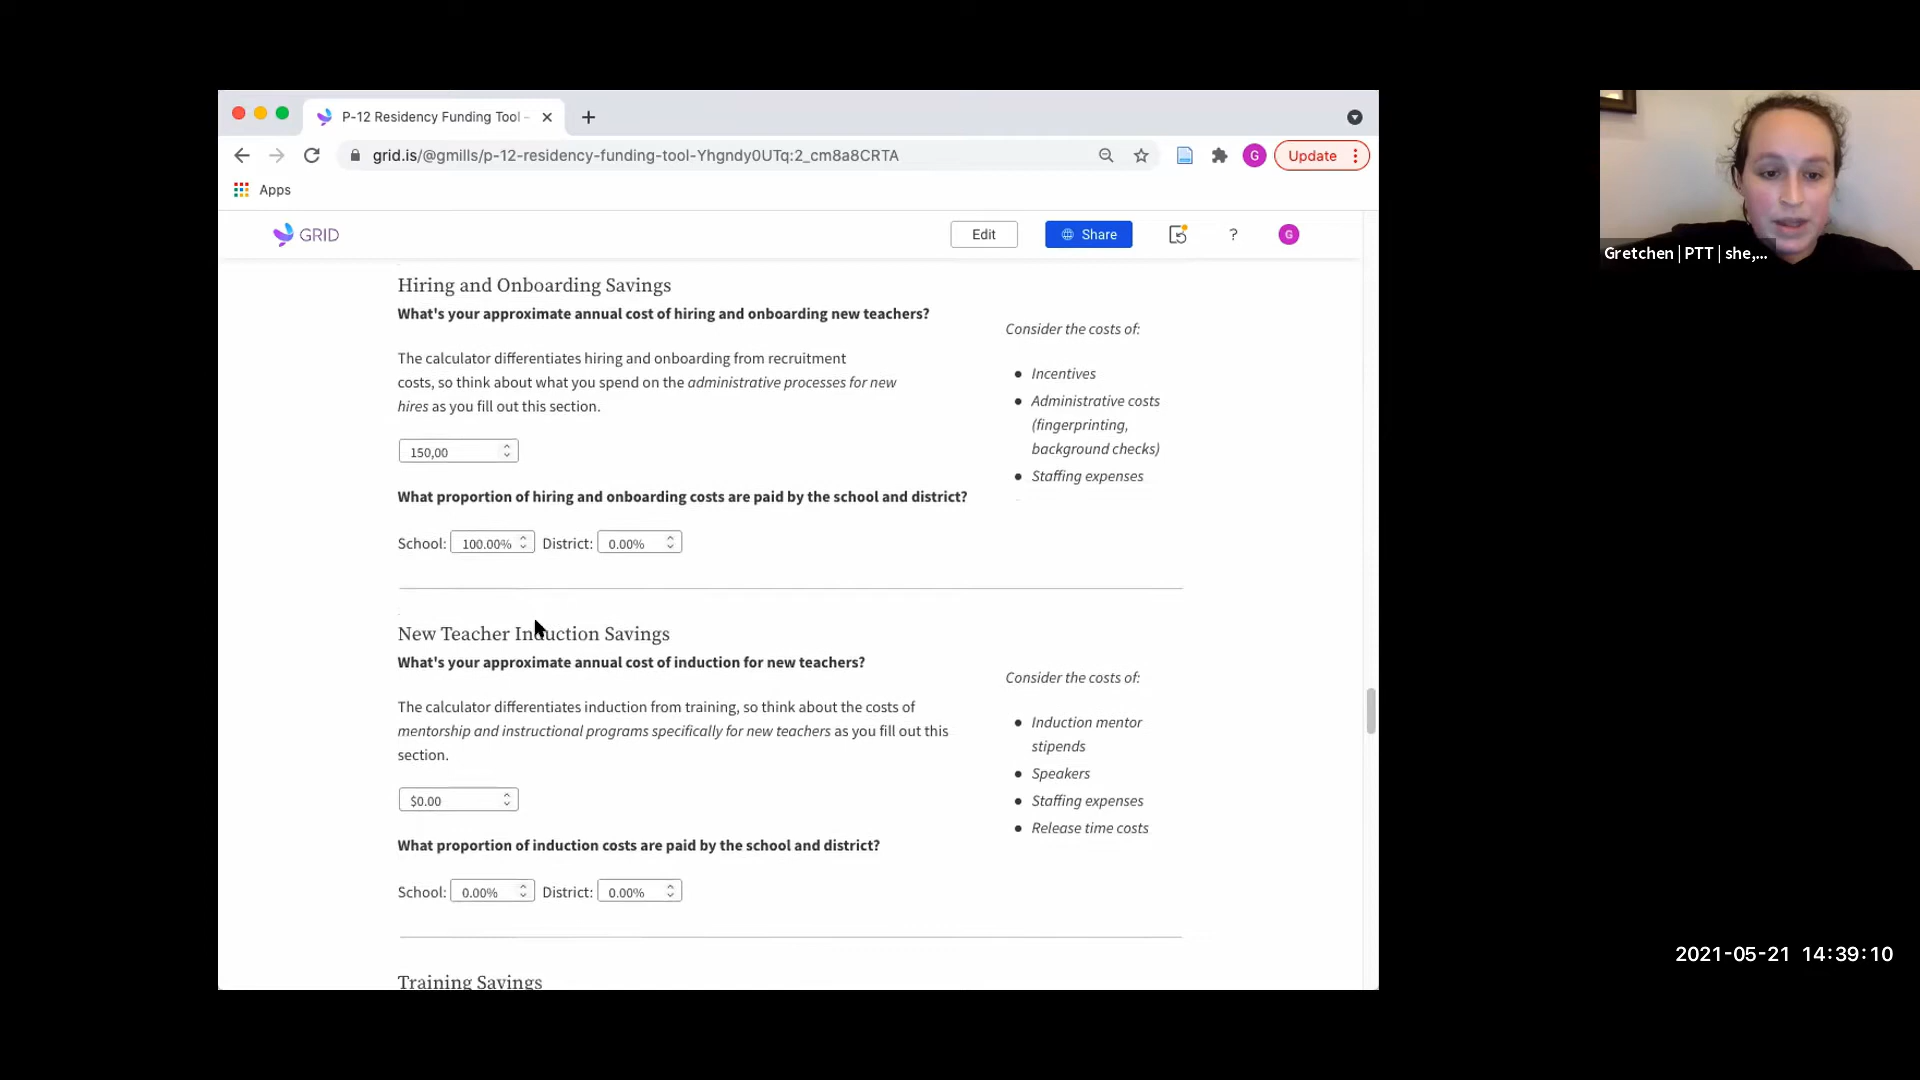 P-12 Residency Funding Tool -
grid.is/@gmills/p-12-residency-funding-tool-Yhgndy0UTq:2_cm8a8CRTA
G
Update
Apps
GRID
Edit
Share
?
G
Hiring and Onboarding Savings
What's your approximate annual cost of hiring and onboarding new teachers?
The calculator differentiates hiring and onboarding from recruitment
costs, so think about what you spend on the administrative processes for new
hires as you fill out this section.
150,00
What proportion of hiring and onboarding costs are paid by the school and district?
School: 100.00% District: 0.00%
Consider the costs of:
Incentives
Administrative costs
(fingerprinting,
background checks)
Staffing expenses
New Teacher Induction Savings
What's your approximate annual cost of induction for new teachers?
The calculator differentiates induction from training, so think about the costs of
mentorship and instructional programs specifically for new teachers as you fill out this
section.
$0.00
What proportion of induction costs are paid by the school and district?
School: 0.00% District: 0.00%
Consider the costs of:
Induction mentor
stipends
Speakers
Staffing expenses
Release time costs
Training Savings
Gretchen | PTT | she,...
2021-05-21 14:39:10